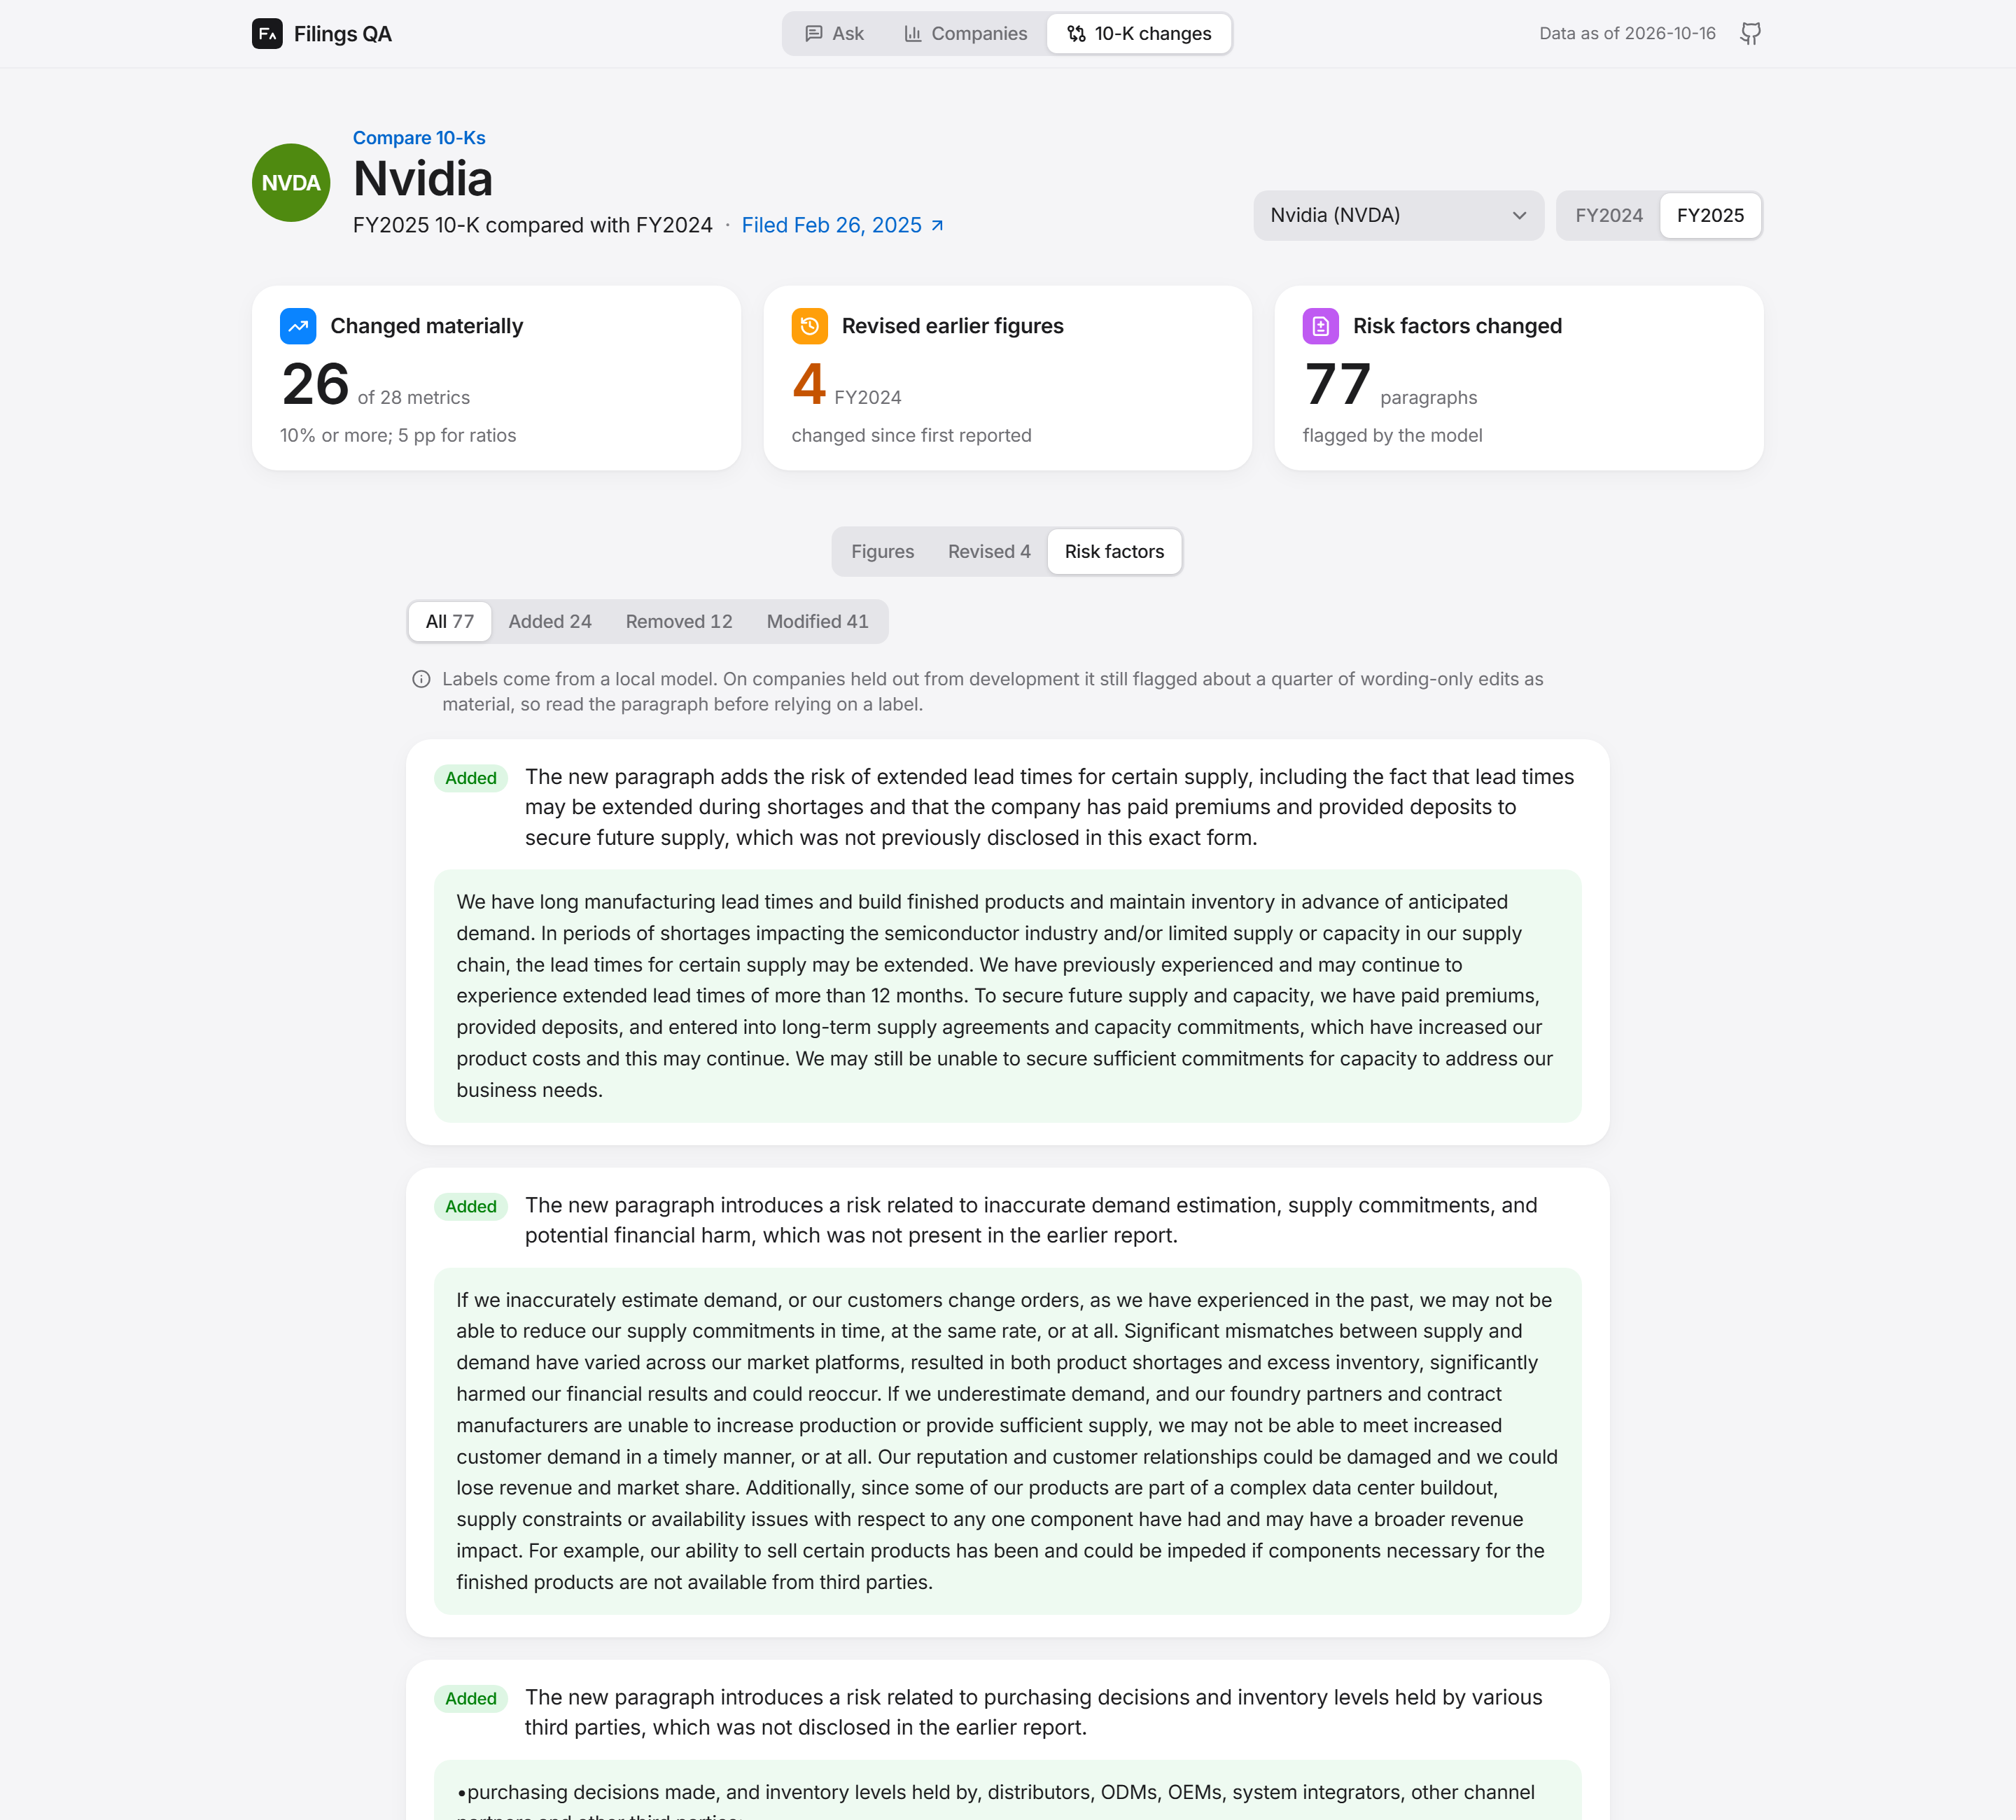 Filings QA
Ask
Companies
10-K changes
Data as of 2026-10-16
Compare 10-Ks
NVDA
Nvidia
FY2025 10-K compared with FY2024 · Filed Feb 26, 2025
Nvidia (NVDA)
FY2024
FY2025
Changed materially
26 of 28 metrics
10% or more; 5 pp for ratios
Revised earlier figures
4 FY2024
changed since first reported
Risk factors changed
77 paragraphs
flagged by the model
Figures
Revised 4
Risk factors
All 77
Added 24
Removed 12
Modified 41
Labels come from a local model. On companies held out from development it still flagged about a quarter of wording-only edits as
material, so read the paragraph before relying on a label.
Added
The new paragraph adds the risk of extended lead times for certain supply, including the fact that lead times
may be extended during shortages and that the company has paid premiums and provided deposits to
secure future supply, which was not previously disclosed in this exact form.
We have long manufacturing lead times and build finished products and maintain inventory in advance of anticipated
demand. In periods of shortages impacting the semiconductor industry and/or limited supply or capacity in our supply
chain, the lead times for certain supply may be extended. We have previously experienced and may continue to
experience extended lead times of more than 12 months. To secure future supply and capacity, we have paid premiums,
provided deposits, and entered into long-term supply agreements and capacity commitments, which have increased our
product costs and this may continue. We may still be unable to secure sufficient commitments for capacity to address our
business needs.
Added
The new paragraph introduces a risk related to inaccurate demand estimation, supply commitments, and
potential financial harm, which was not present in the earlier report.
If we inaccurately estimate demand, or our customers change orders, as we have experienced in the past, we may not be
able to reduce our supply commitments in time, at the same rate, or at all. Significant mismatches between supply and
demand have varied across our market platforms, resulted in both product shortages and excess inventory, significantly
harmed our financial results and could reoccur. If we underestimate demand, and our foundry partners and contract
manufacturers are unable to increase production or provide sufficient supply, we may not be able to meet increased
customer demand in a timely manner, or at all. Our reputation and customer relationships could be damaged and we could
lose revenue and market share. Additionally, since some of our products are part of a complex data center buildout,
supply constraints or availability issues with respect to any one component have had and may have a broader revenue
impact. For example, our ability to sell certain products has been and could be impeded if components necessary for the
finished products are not available from third parties.
Added
The new paragraph introduces a risk related to purchasing decisions and inventory levels held by various
third parties, which was not disclosed in the earlier report.
•purchasing decisions made, and inventory levels held by, distributors, ODMs, OEMs, system integrators, other channel